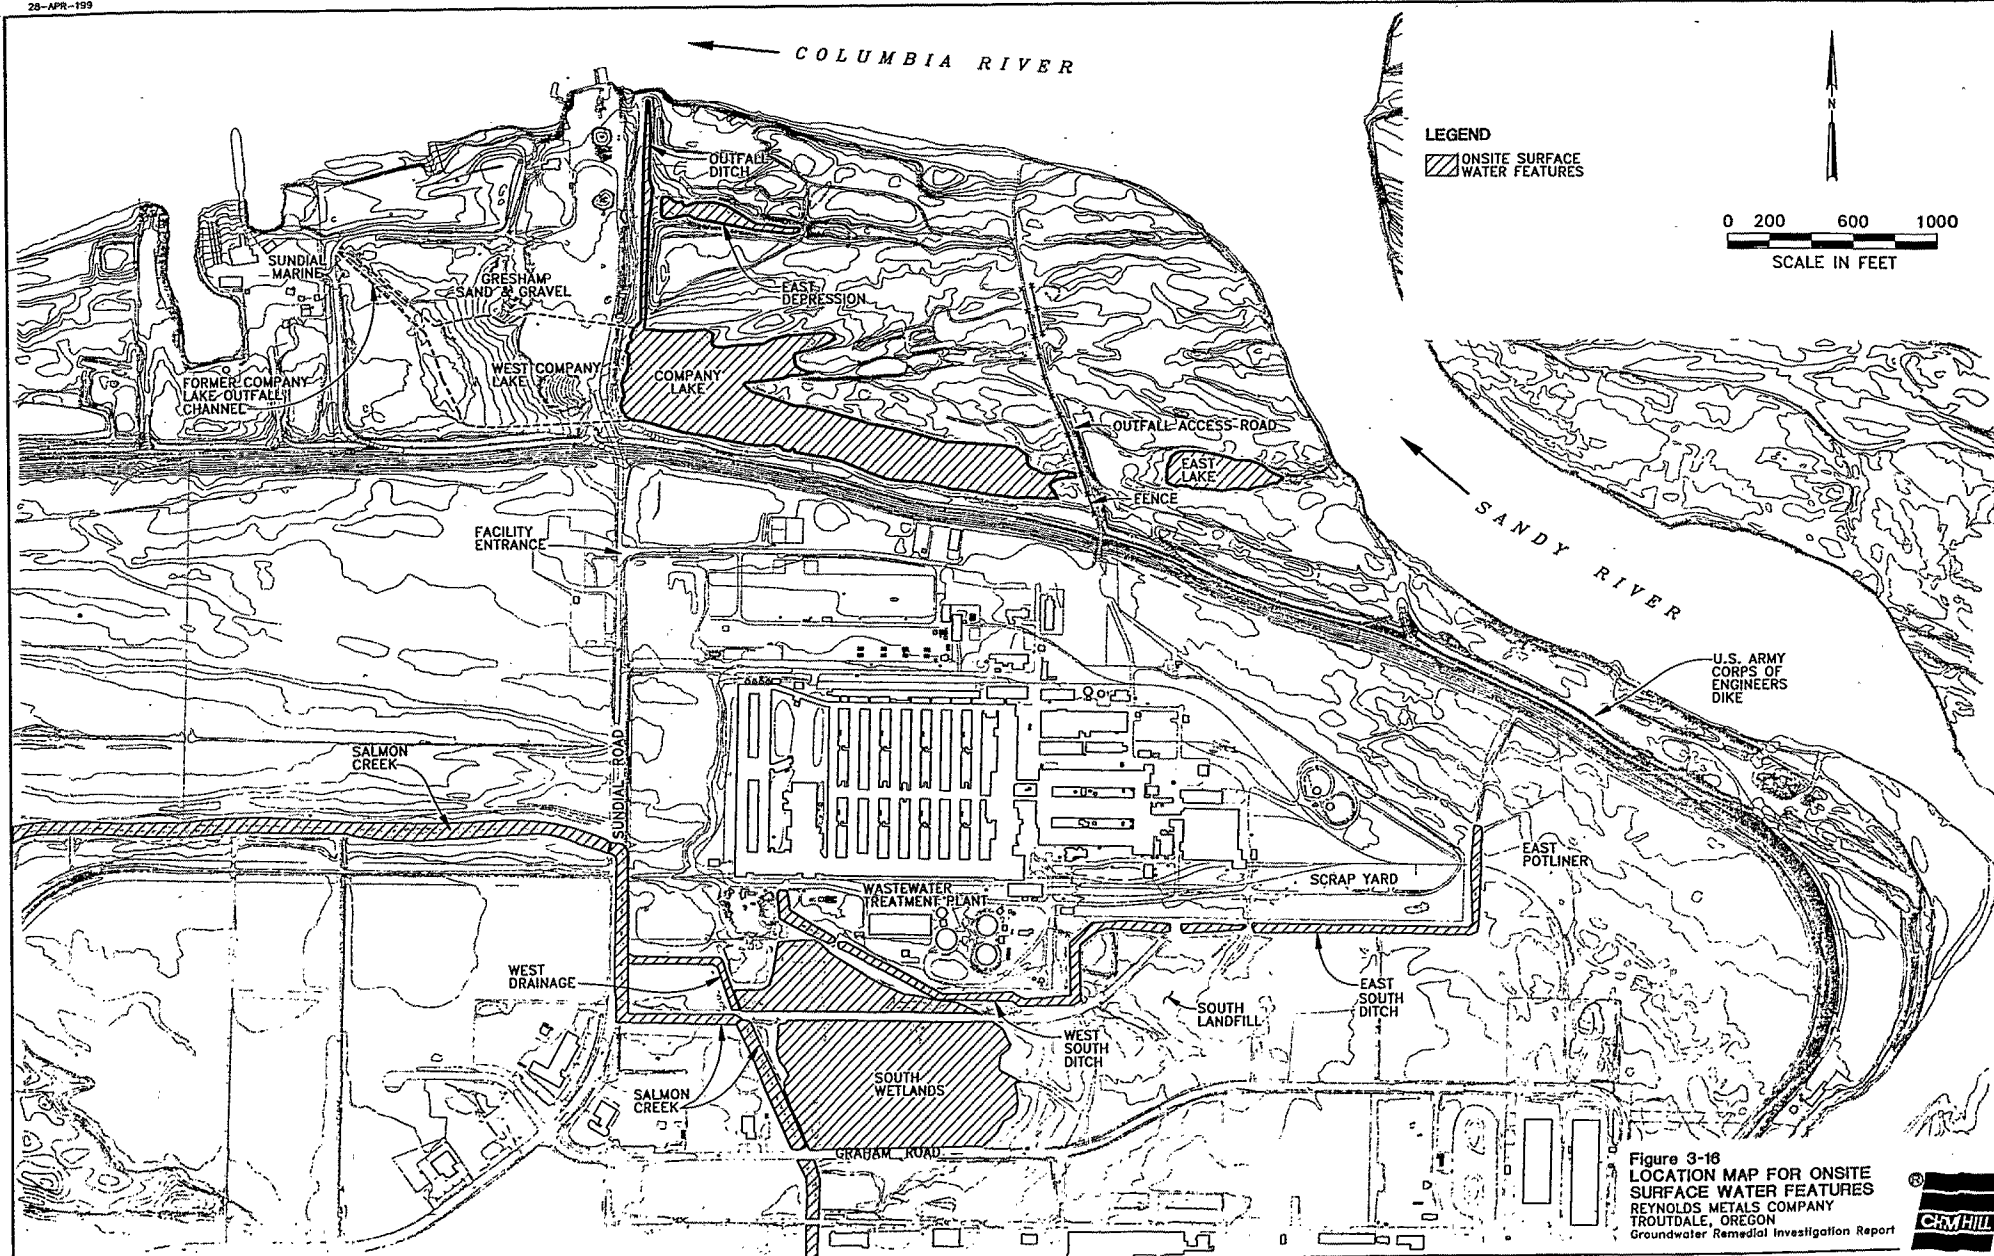 28-APR-199
COLUMBIA RIVER
N
LEGEND
ONSITE SURFACE
WATER FEATURES
0 200 600 1000
SCALE IN FEET
OUTFALL
DITCH
EAST
DEPRESSION
SUNDIAL
MARINE
GRESHAM
SAND & GRAVEL
FORMER COMPANY
LAKE OUTFALL
CHANNEL
WEST COMPANY
LAKE
COMPANY
LAKE
OUTFALL ACCESS ROAD
EAST
LAKE
FENCE
SANDY RIVER
FACILITY
ENTRANCE
U.S. ARMY
CORPS OF
ENGINEERS
DIKE
SALMON
CREEK
SUNDIAL ROAD
EAST
POTLINER
SCRAP YARD
WASTEWATER
TREATMENT PLANT
WEST
DRAINAGE
EAST
SOUTH
DITCH
SOUTH
LANDFILL
WEST
SOUTH
DITCH
SOUTH
WETLANDS
SALMON
CREEK
GRAHAM ROAD
Figure 3-16
LOCATION MAP FOR ONSITE
SURFACE WATER FEATURES
REYNOLDS METALS COMPANY
TROUTDALE, OREGON
Groundwater Remedial Investigation Report
®
CH2M HILL